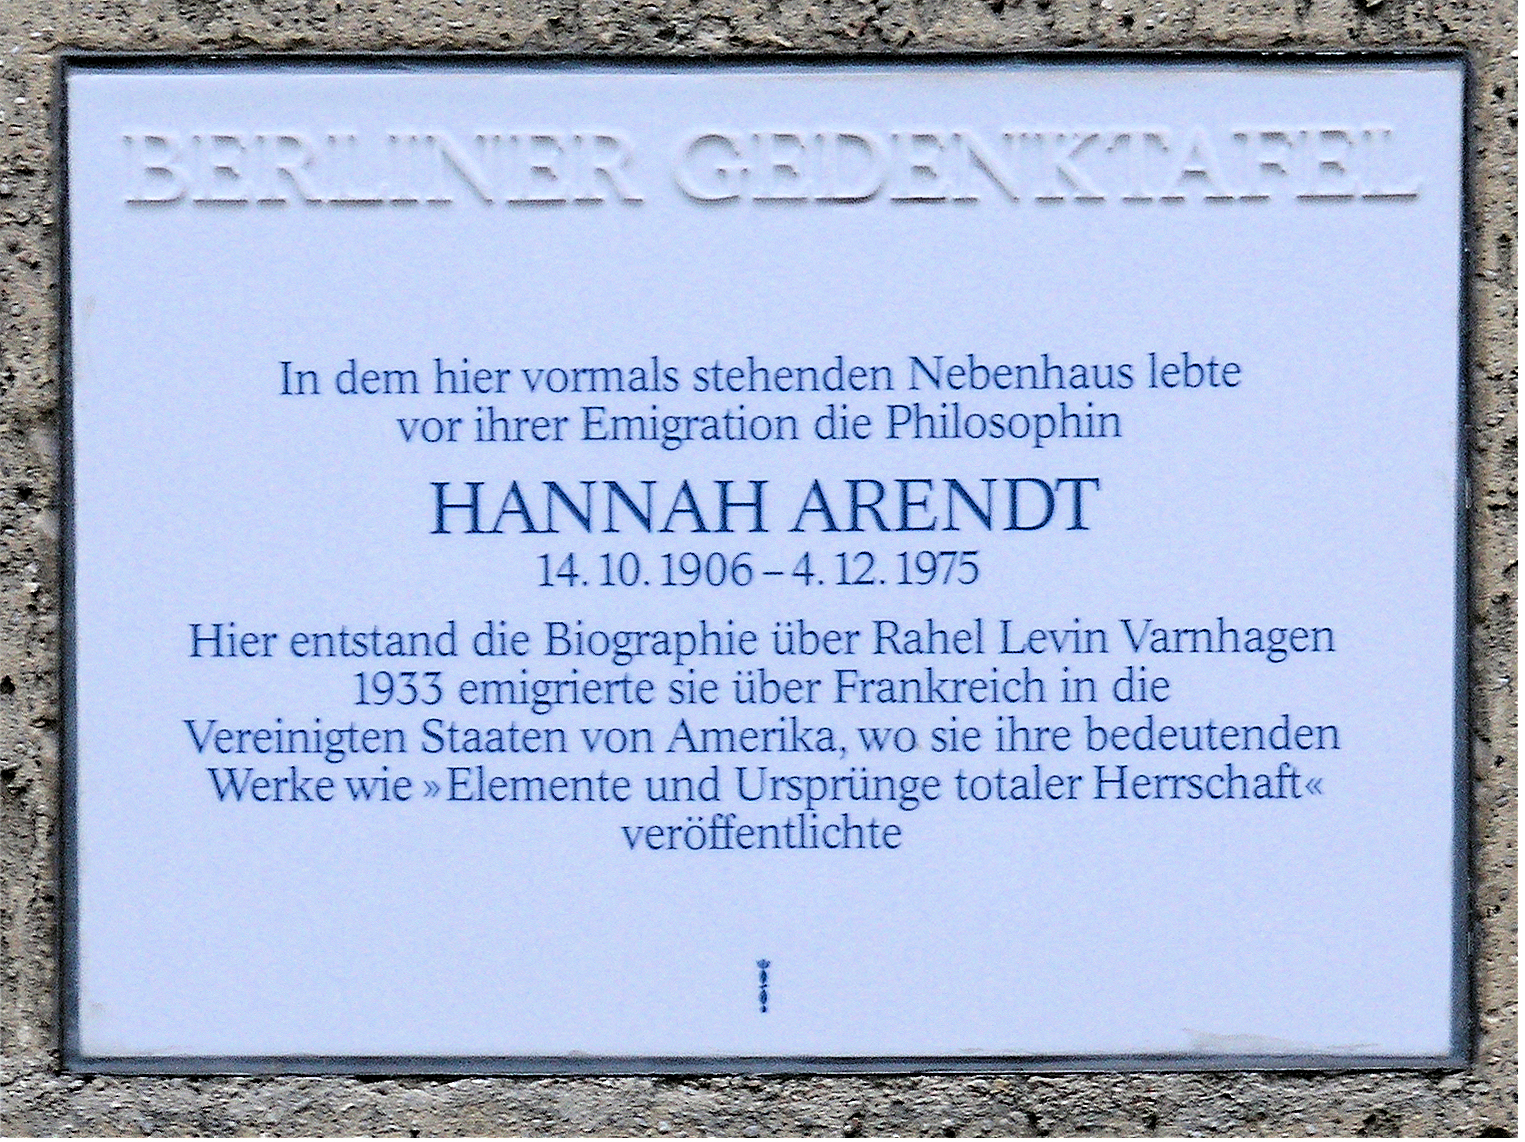 BERLINER GEDENKTAFEL
In dem hier vormals stehenden Nebenhaus lebte
vor ihrer Emigration die Philosophin
HANNAH ARENDT
14. 10. 1906 – 4. 12. 1975
Hier entstand die Biographie über Rahel Levin Varnhagen
1933 emigrierte sie über Frankreich in die
Vereinigten Staaten von Amerika, wo sie ihre bedeutenden
Werke wie »Elemente und Ursprünge totaler Herrschaft«
veröffentlichte